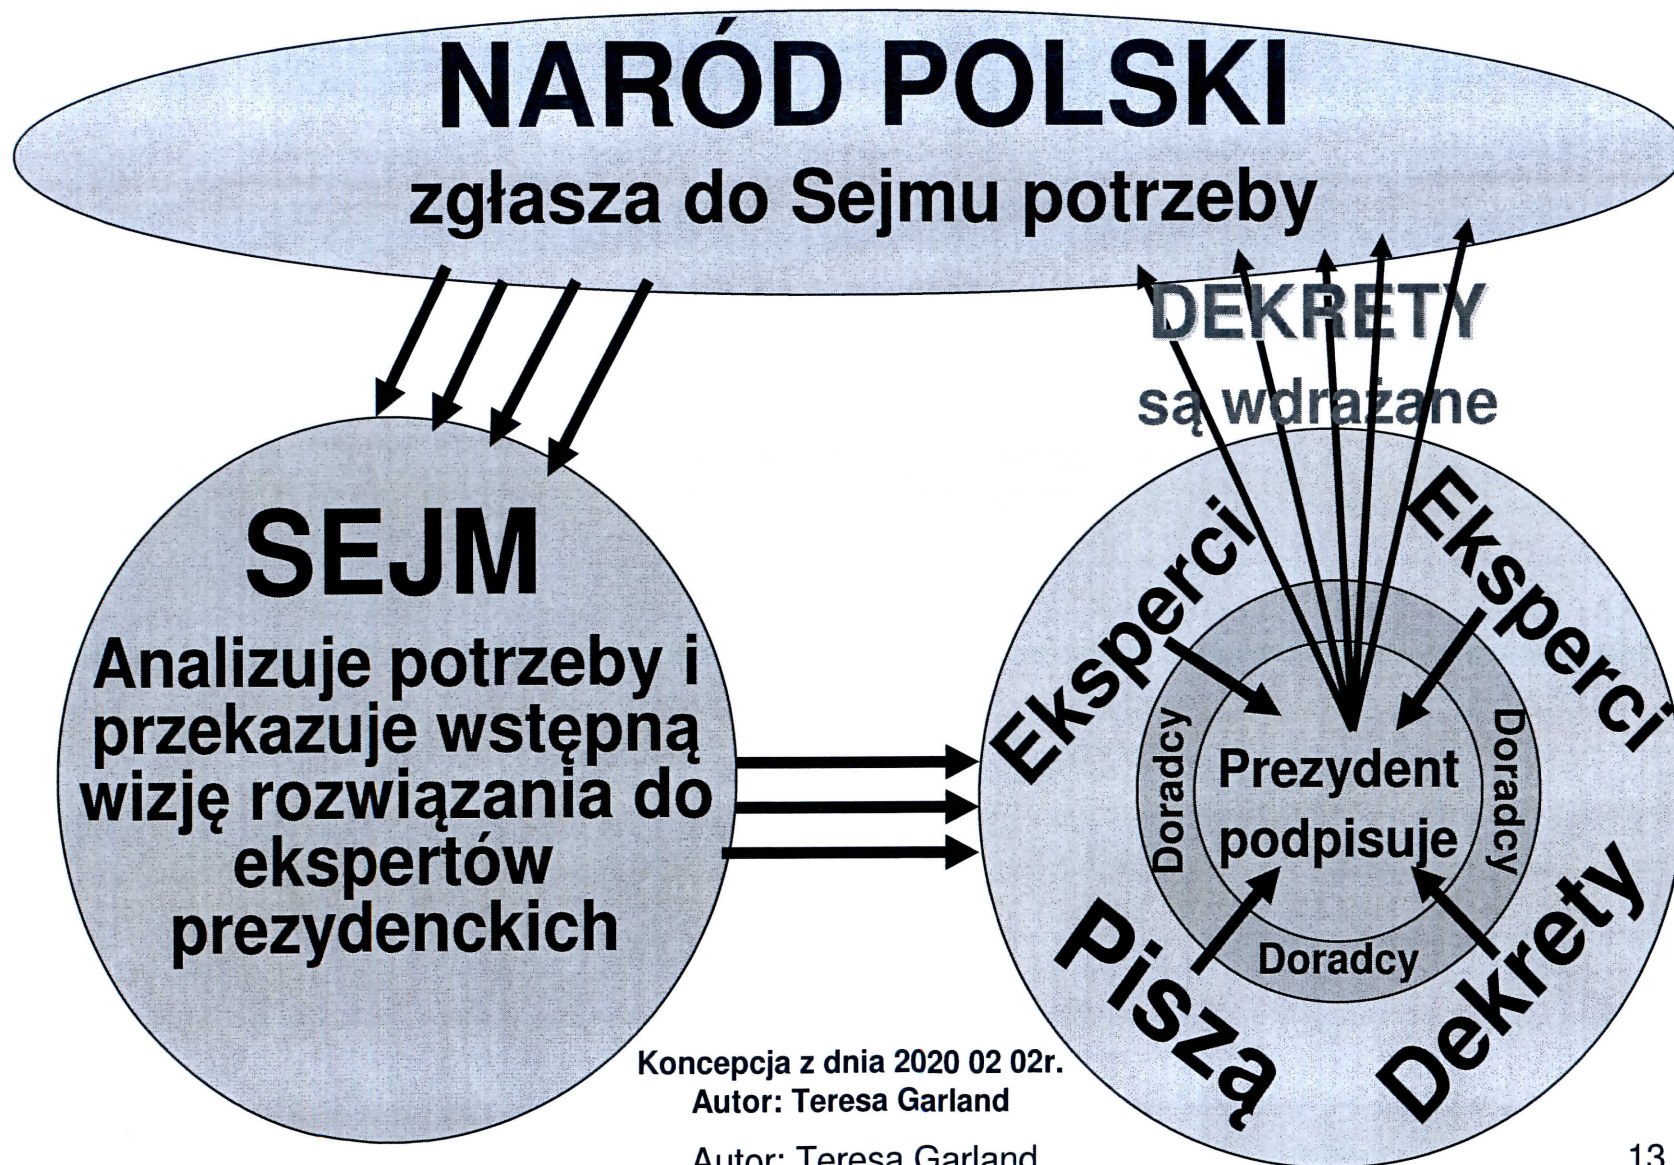 NARÓD POLSKI
zgłasza do Sejmu potrzeby
DEKRETY
są wdrażane
SEJM
Analizuje potrzeby i
przekazuje wstępną
wizję rozwiązania do
ekspertów
prezydenckich
Eksperci
Eksperci
Doradcy
Doradcy
Prezydent
podpisuje
Doradcy
Piszą
Dekrety
Koncepcja z dnia 2020 02 02r.
Autor: Teresa Garland
Autor: Teresa Garland
13